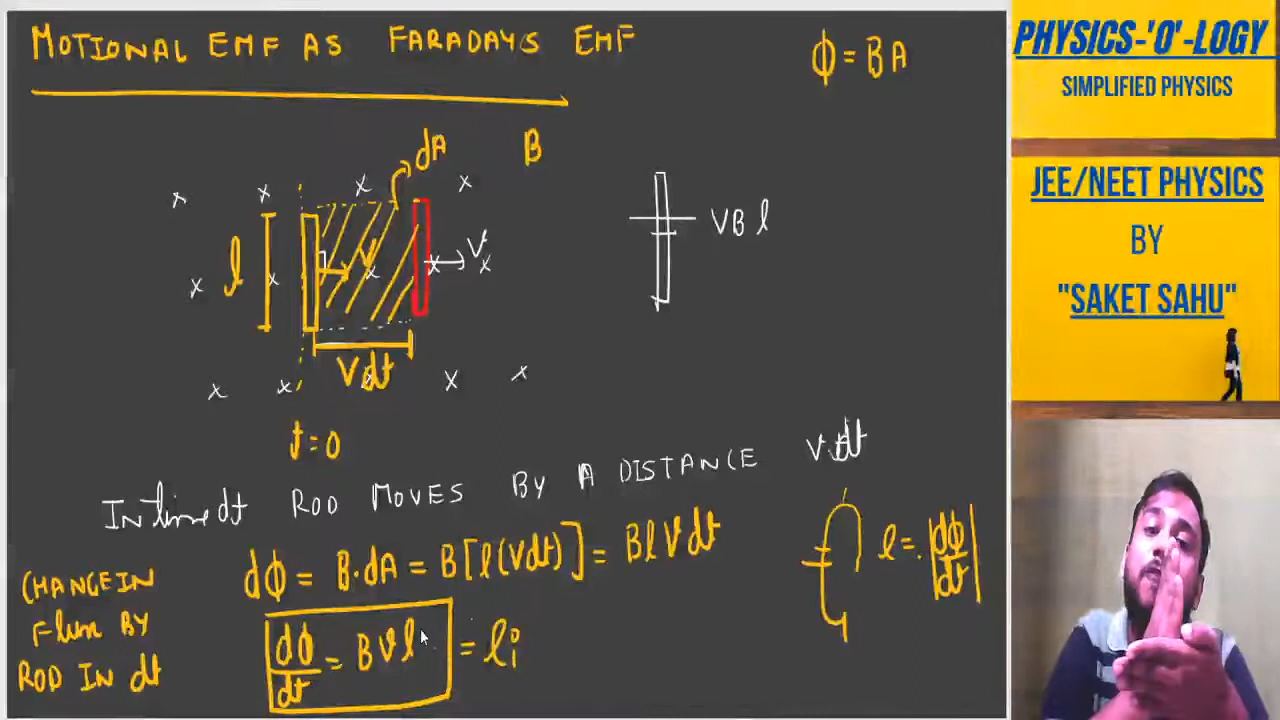 MOTIONAL EMF AS FARADAYS EMF
ϕ = BA
PHYSICS-'O'-LOGY
SIMPLIFIED PHYSICS
JEE/NEET PHYSICS
BY
"SAKET SAHU"
dA
B
x x x x
l
V
x x x x x
V
VBl
Vdt
x x x x x
t=0
In time dt ROD MOVES BY A DISTANCE Vdt
CHANGE IN
Flux BY
ROD IN dt
dϕ = B·dA = B[l(Vdt)] = BlVdt
e = |dϕ/dt|
dϕ/dt = BVl = ei